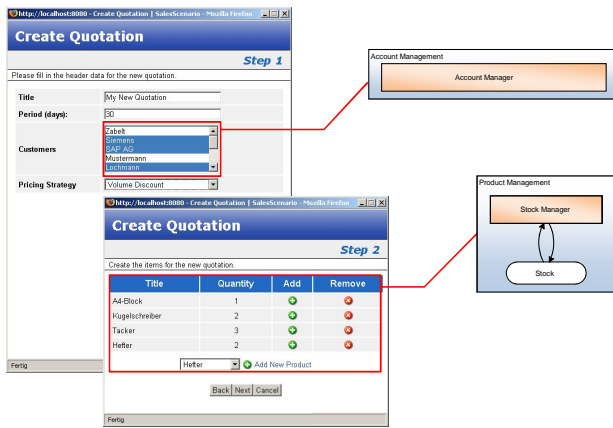 http://localhost:8080 - Create Quotation | SalesScenario - Mozilla Firefox
Create Quotation
Step 1
Please fill in the header data for the new quotation.
Title
My New Quotation
Period (days):
30
Customers
Zabelt
Siemens
SAP AG
Mustermann
Lochmann
Pricing Strategy
Volume Discount
Fertig
http://localhost:8080 - Create Quotation | SalesScenario - Mozilla Firefox
Create Quotation
Step 2
Create the items for the new quotation.
Title Quantity Add Remove
A4-Block 1
Kugelschreiber 2
Tacker 3
Hefter 2
Hefter Add New Product
Back Next Cancel
Fertig
Account Management
Account Manager
Product Management
Stock Manager
Stock